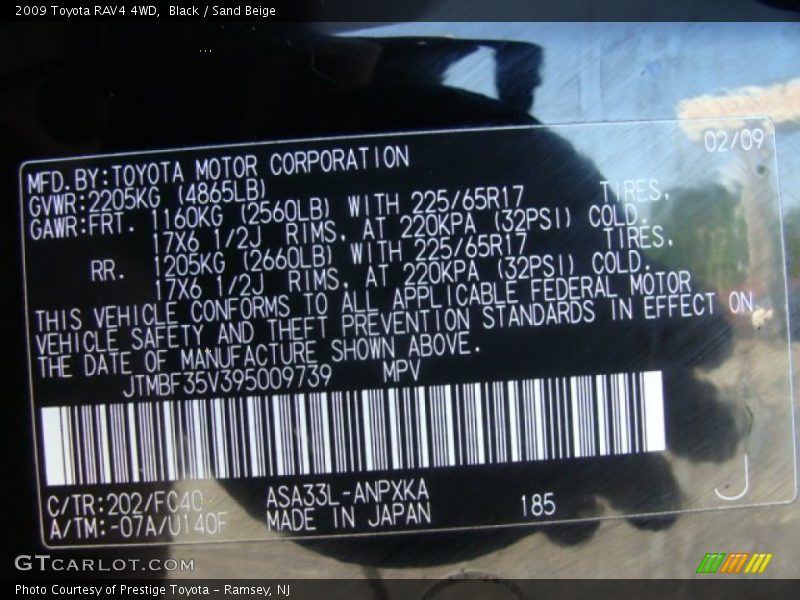 2009 Toyota RAV4 4WD,  Black / Sand Beige
02/09
MFD.BY:TOYOTA MOTOR CORPORATION
GVWR:2205KG (4865LB)
GAWR:FRT. 1160KG (2560LB) WITH 225/65R17 TIRES,
17X6 1/2J RIMS, AT 220KPA (32PSI) COLD.
RR. 1205KG (2660LB) WITH 225/65R17 TIRES,
17X6 1/2J RIMS, AT 220KPA (32PSI) COLD.
THIS VEHICLE CONFORMS TO ALL APPLICABLE FEDERAL MOTOR
VEHICLE SAFETY AND THEFT PREVENTION STANDARDS IN EFFECT ON
THE DATE OF MANUFACTURE SHOWN ABOVE.
JTMBF35V395009739 MPV
C/TR:202/FC40 ASA33L-ANPXKA 185
A/TM:-07A/U140F MADE IN JAPAN
J
GTCARLOT.COM
Photo Courtesy of Prestige Toyota - Ramsey, NJ